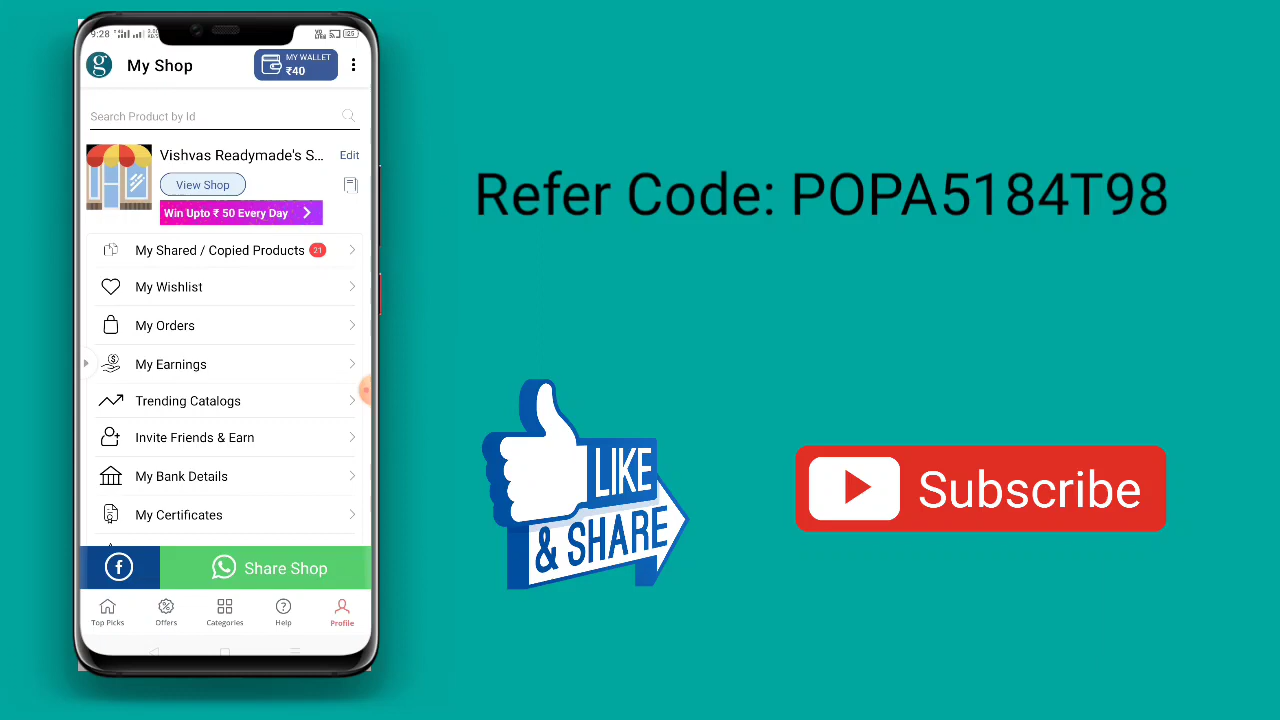 9:28
25
g
My Shop
MY WALLET
₹40
Search Product by Id
Vishvas Readymade's S...
Edit
View Shop
Win Upto ₹ 50 Every Day
My Shared / Copied Products 21
My Wishlist
My Orders
My Earnings
Trending Catalogs
Invite Friends & Earn
My Bank Details
My Certificates
f
Share Shop
Top Picks
Offers
Categories
Help
Profile
Refer Code: POPA5184T98
LIKE
& SHARE
Subscribe